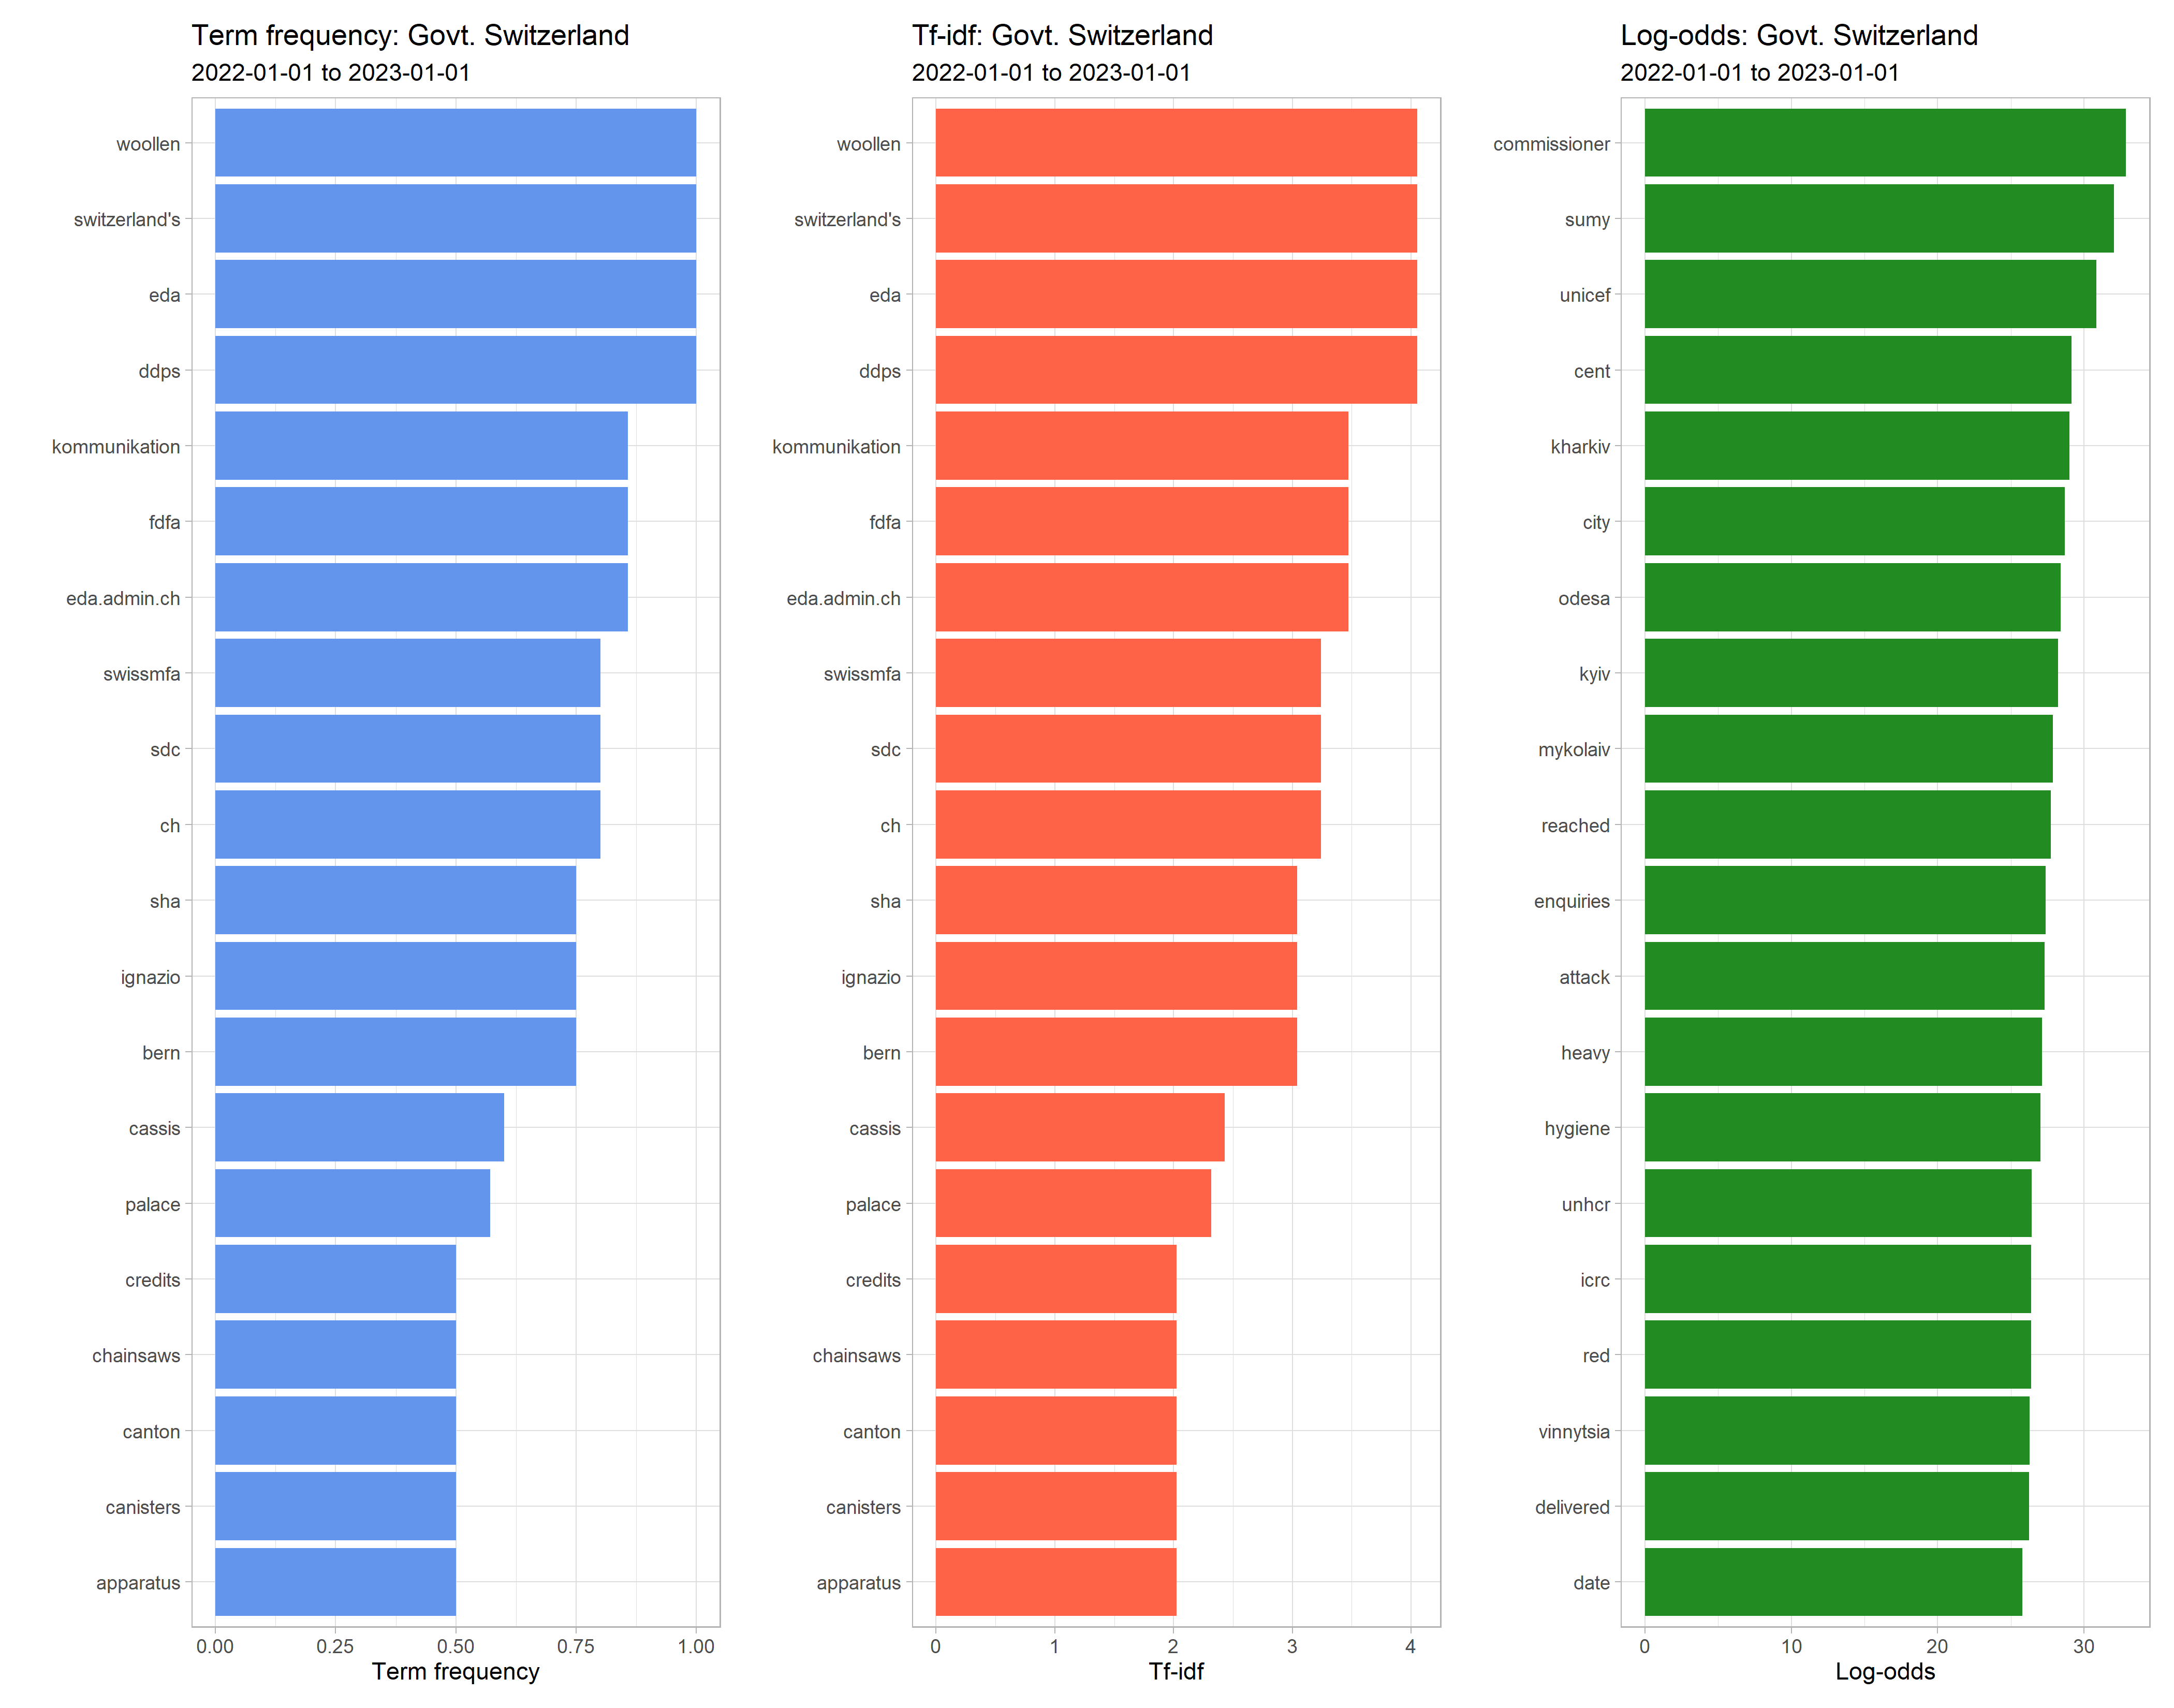 Term frequency: Govt. Switzerland
2022-01-01 to 2023-01-01
woollen
switzerland's
eda
ddps
kommunikation
fdfa
eda.admin.ch
swissmfa
sdc
ch
sha
ignazio
bern
cassis
palace
credits
chainsaws
canton
canisters
apparatus
0.00 0.25 0.50 0.75 1.00
Term frequency
Tf-idf: Govt. Switzerland
2022-01-01 to 2023-01-01
woollen
switzerland's
eda
ddps
kommunikation
fdfa
eda.admin.ch
swissmfa
sdc
ch
sha
ignazio
bern
cassis
palace
credits
chainsaws
canton
canisters
apparatus
0 1 2 3 4
Tf-idf
Log-odds: Govt. Switzerland
2022-01-01 to 2023-01-01
commissioner
sumy
unicef
cent
kharkiv
city
odesa
kyiv
mykolaiv
reached
enquiries
attack
heavy
hygiene
unhcr
icrc
red
vinnytsia
delivered
date
0 10 20 30
Log-odds